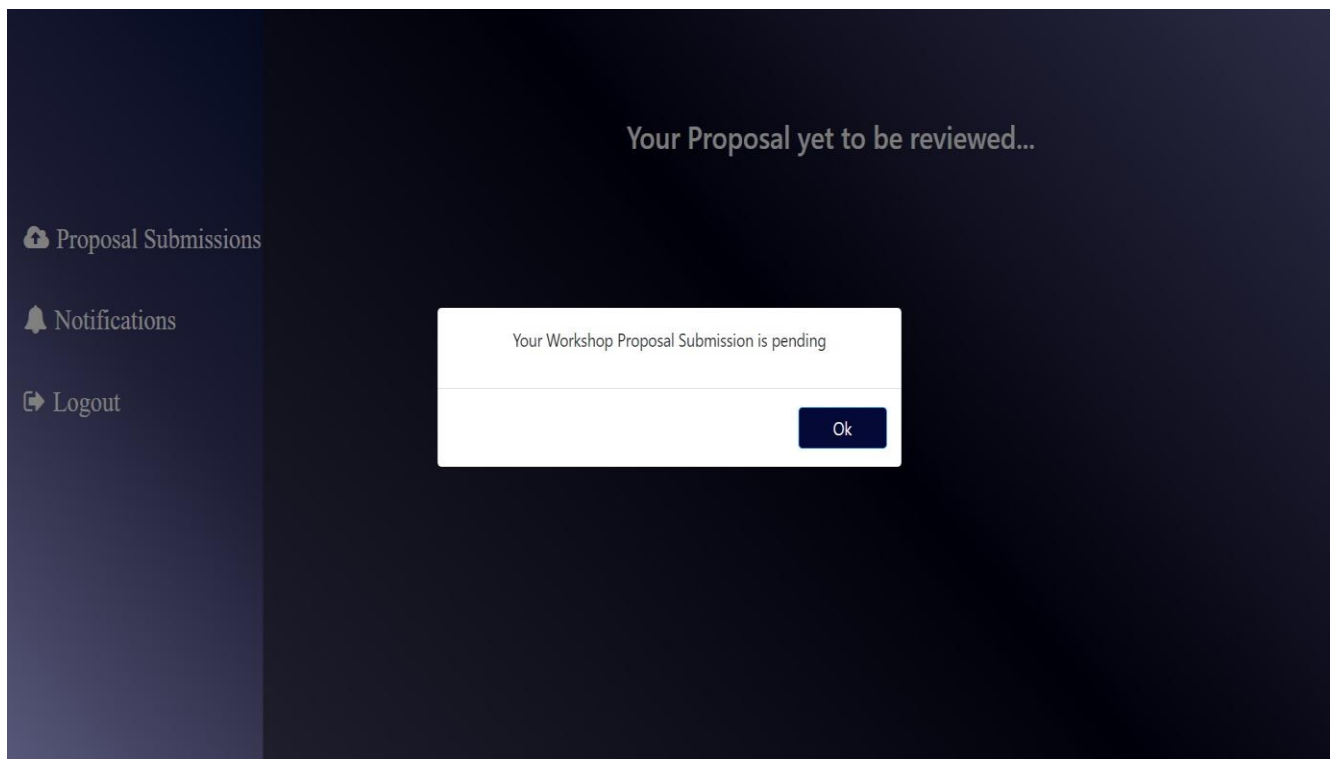 Your Proposal yet to be reviewed...
Proposal Submissions
Notifications
Logout
Your Workshop Proposal Submission is pending
Ok